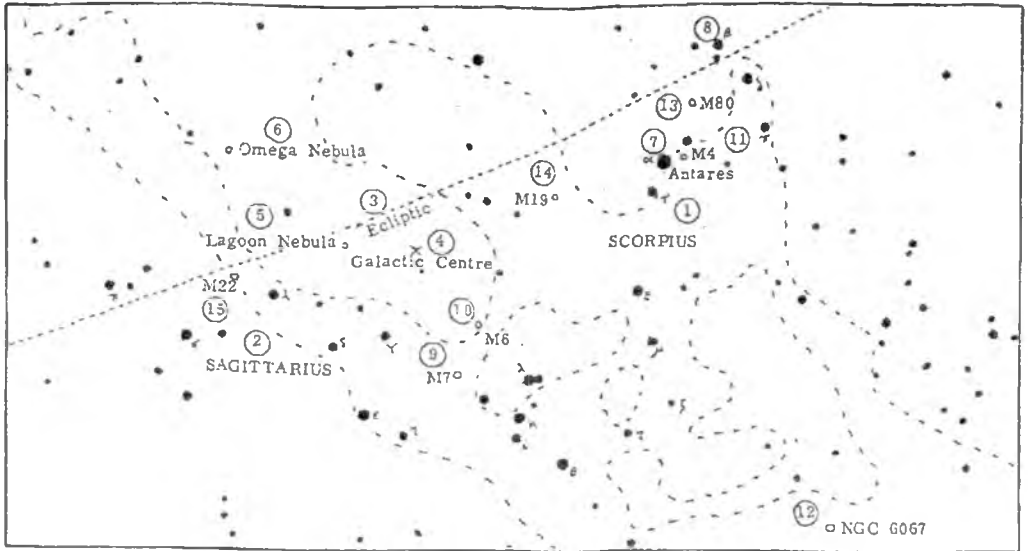 8 β
13 M80
6
Omega Nebula
7 11
α M4
Antares
14
M19
3
Ecliptic
1
5
SCORPIUS
Lagoon Nebula
4
Galactic Centre
M22
λ
ε
15
10
2
M6
SAGITTARIUS
δ γ
9
M7
λ
ε
η
θ
12
NGC 6067